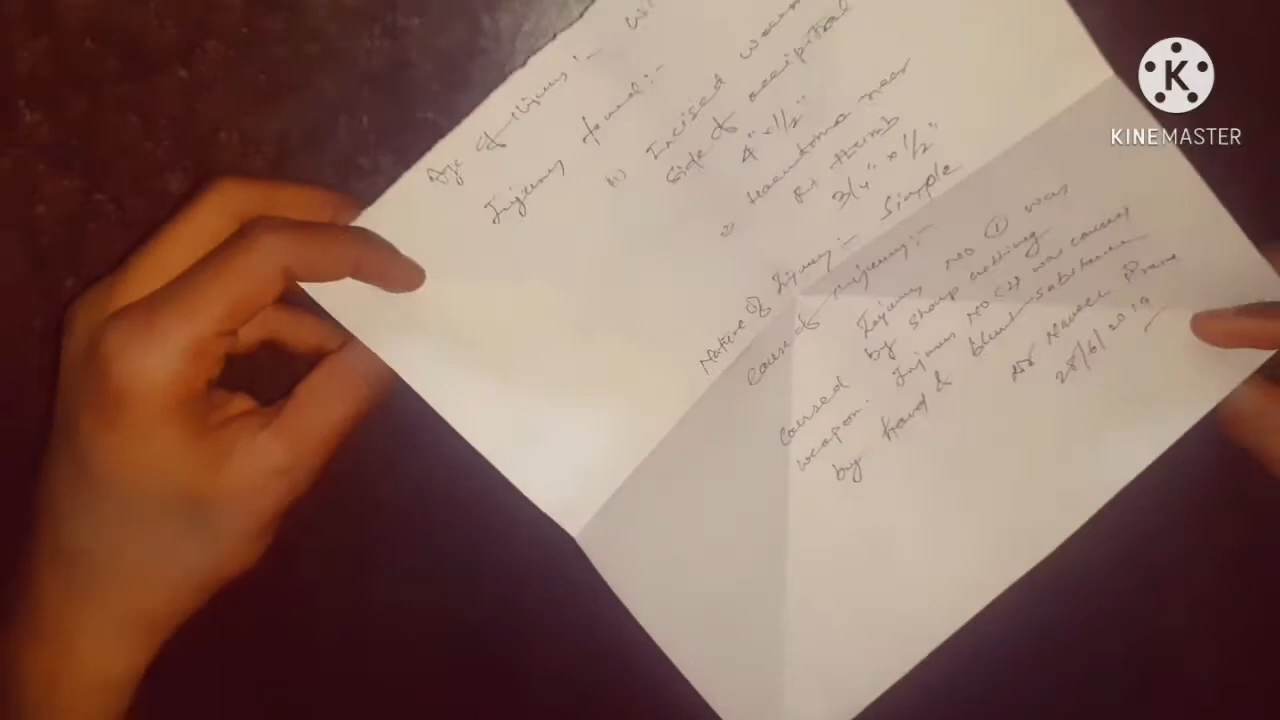 Age of Injury :-
Injury found :-
(1) Incised
side of occipital
4" x 1/2"
(2) Haematoma near
Rt thumb
3/4" x 1/2"
Nature of Injury :- Simple
Cause of injury :-
Injury No ① was
caused by sharp cutting
weapon. Injury No (2) was caused
by Hard & blunt substance
28/6/2019
KINEMASTER